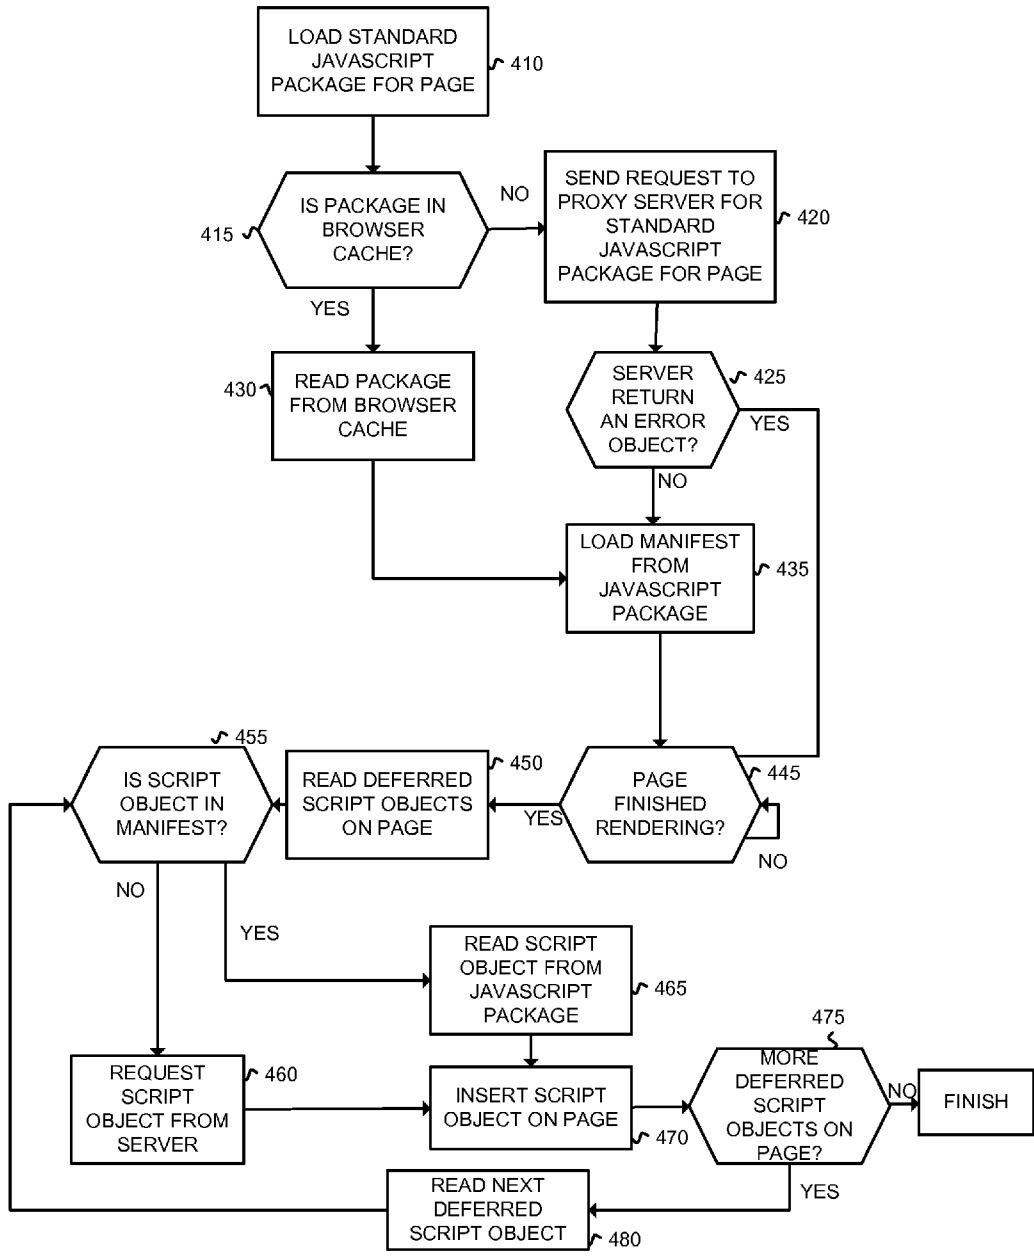 LOAD STANDARD
JAVASCRIPT
PACKAGE FOR PAGE
410
IS PACKAGE IN
BROWSER
CACHE?
415
NO
YES
SEND REQUEST TO
PROXY SERVER FOR
STANDARD
JAVASCRIPT
PACKAGE FOR PAGE
420
READ PACKAGE
FROM BROWSER
CACHE
430
SERVER
RETURN
AN ERROR
OBJECT?
425
YES
NO
LOAD MANIFEST
FROM
JAVASCRIPT
PACKAGE
435
PAGE
FINISHED
RENDERING?
445
YES
NO
READ DEFERRED
SCRIPT OBJECTS
ON PAGE
450
IS SCRIPT
OBJECT IN
MANIFEST?
455
NO
YES
READ SCRIPT
OBJECT FROM
JAVASCRIPT
PACKAGE
465
REQUEST
SCRIPT
OBJECT FROM
SERVER
460
INSERT SCRIPT
OBJECT ON PAGE
470
475
MORE
DEFERRED
SCRIPT
OBJECTS ON
PAGE?
NO
FINISH
YES
READ NEXT
DEFERRED
SCRIPT OBJECT
480